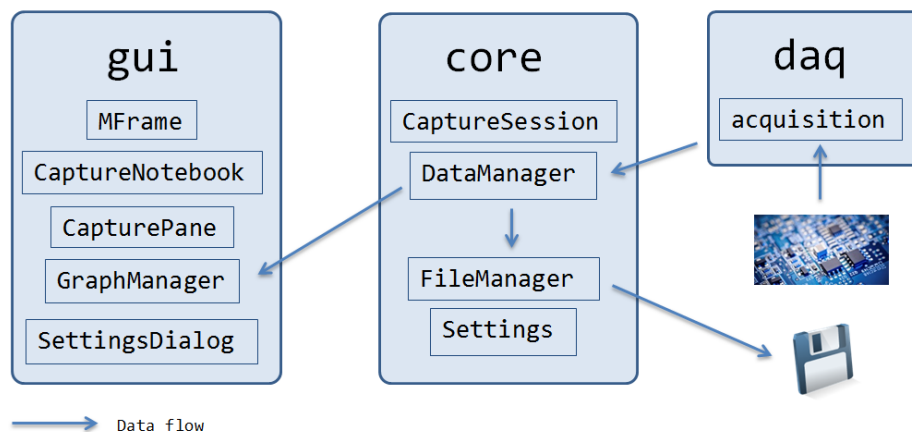 gui
MFrame
CaptureNotebook
CapturePane
GraphManager
SettingsDialog
core
CaptureSession
DataManager
FileManager
Settings
daq
acquisition
Data flow